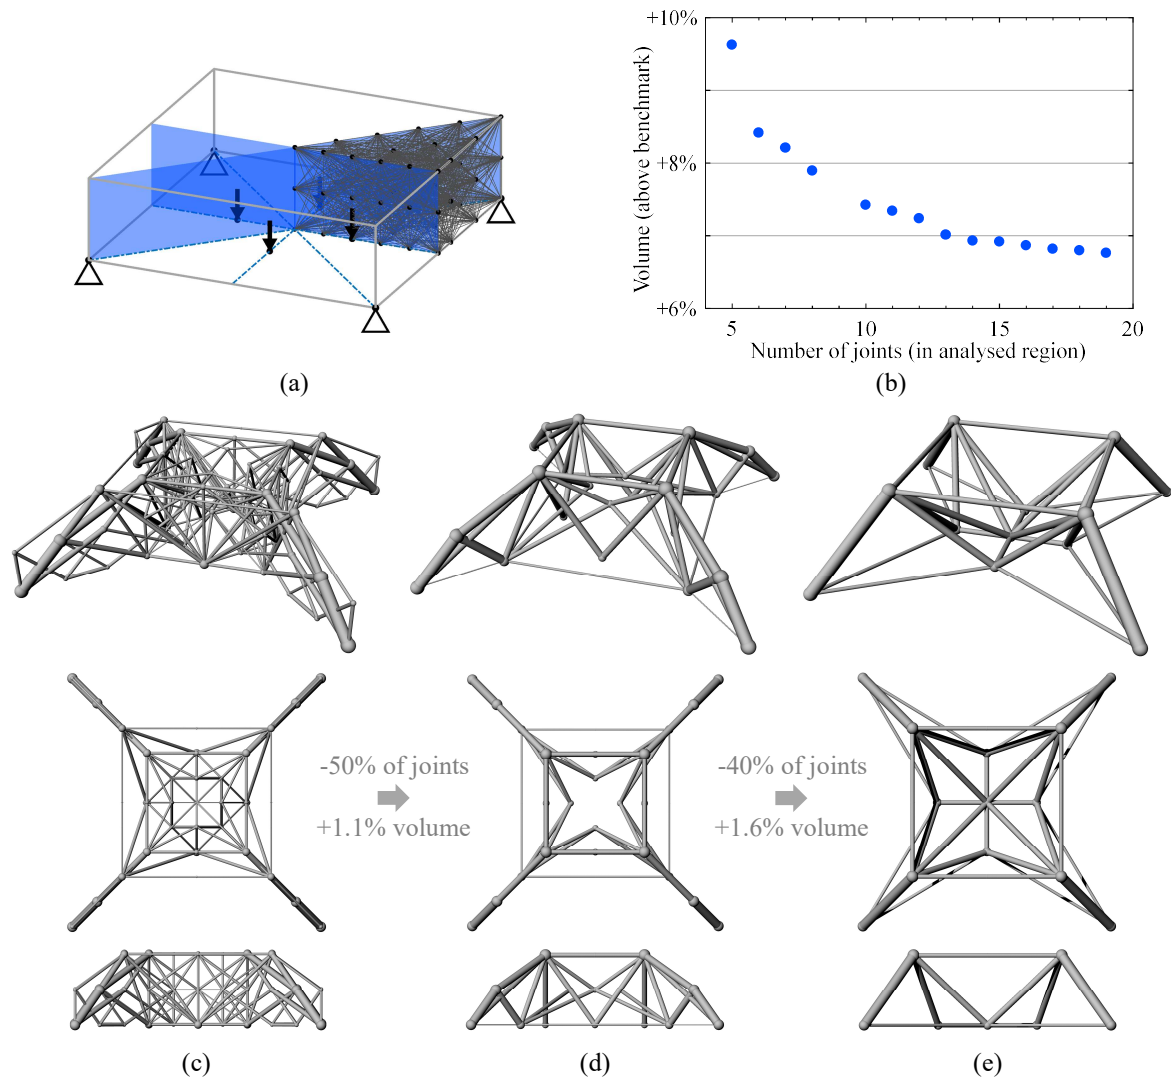 +10%
+8%
+6%
Volume (above benchmark)
5
10
15
20
Number of joints (in analysed region)
(a)
(b)
-50% of joints
+1.1% volume
-40% of joints
+1.6% volume
(c)
(d)
(e)